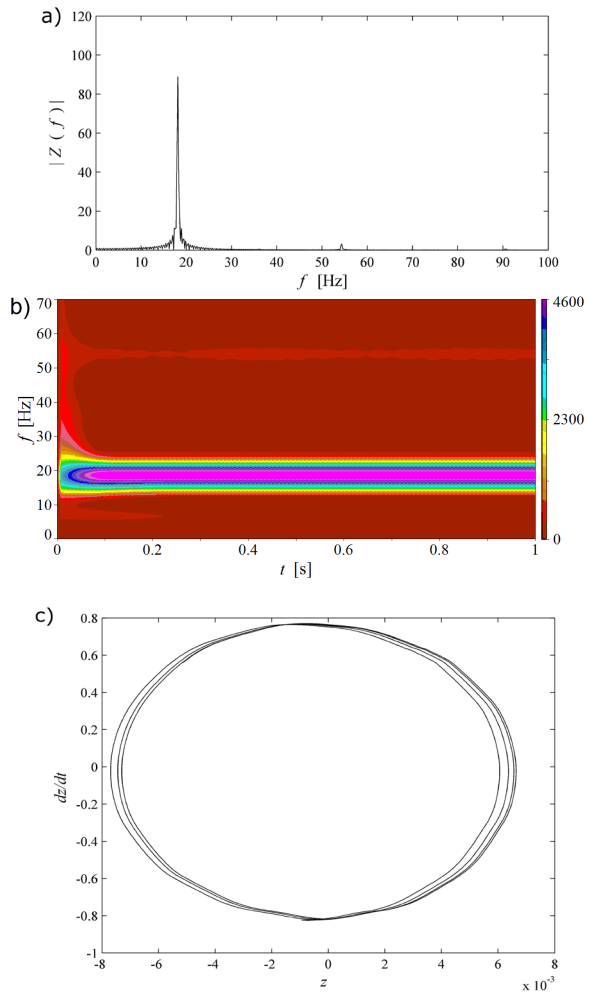 a)
120
100
80
60
40
20
0
| Z ( f ) |
0 10 20 30 40 50 60 70 80 90 100
f [Hz]
b)
70
60
50
40
30
20
10
0
f [Hz]
4600
2300
0
0 0.2 0.4 0.6 0.8 1
t [s]
c)
0.8
0.6
0.4
0.2
0
-0.2
-0.4
-0.6
-0.8
-1
dz/dt
-8 -6 -4 -2 0 2 4 6 8
z
x 10⁻³